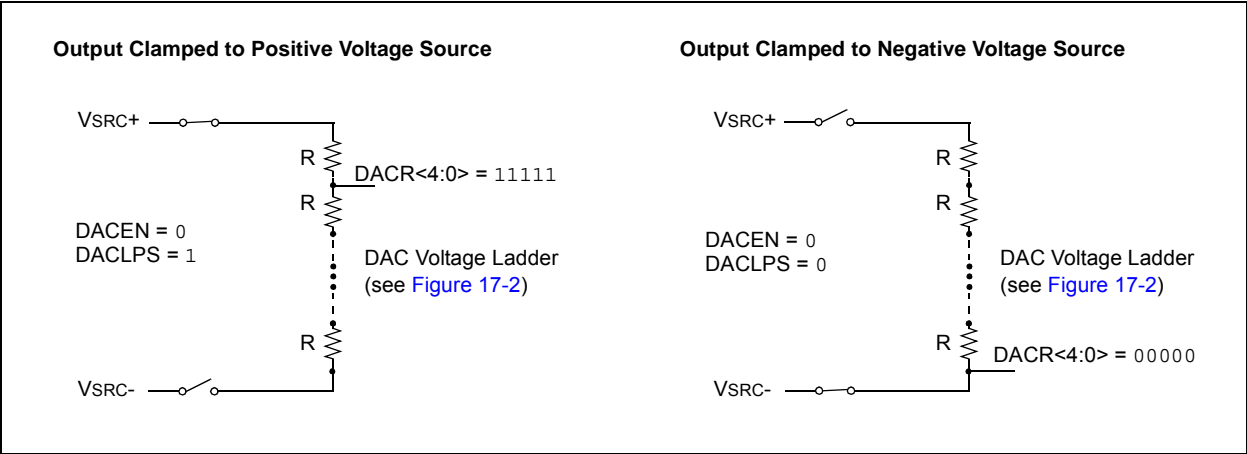 Output Clamped to Positive Voltage Source
VSRC+
R
DACR<4:0> = 11111
R
DACEN = 0
DACLPS = 1
DAC Voltage Ladder
(see Figure 17-2)
R
VSRC-
Output Clamped to Negative Voltage Source
VSRC+
R
R
DACEN = 0
DACLPS = 0
DAC Voltage Ladder
(see Figure 17-2)
R
DACR<4:0> = 00000
VSRC-